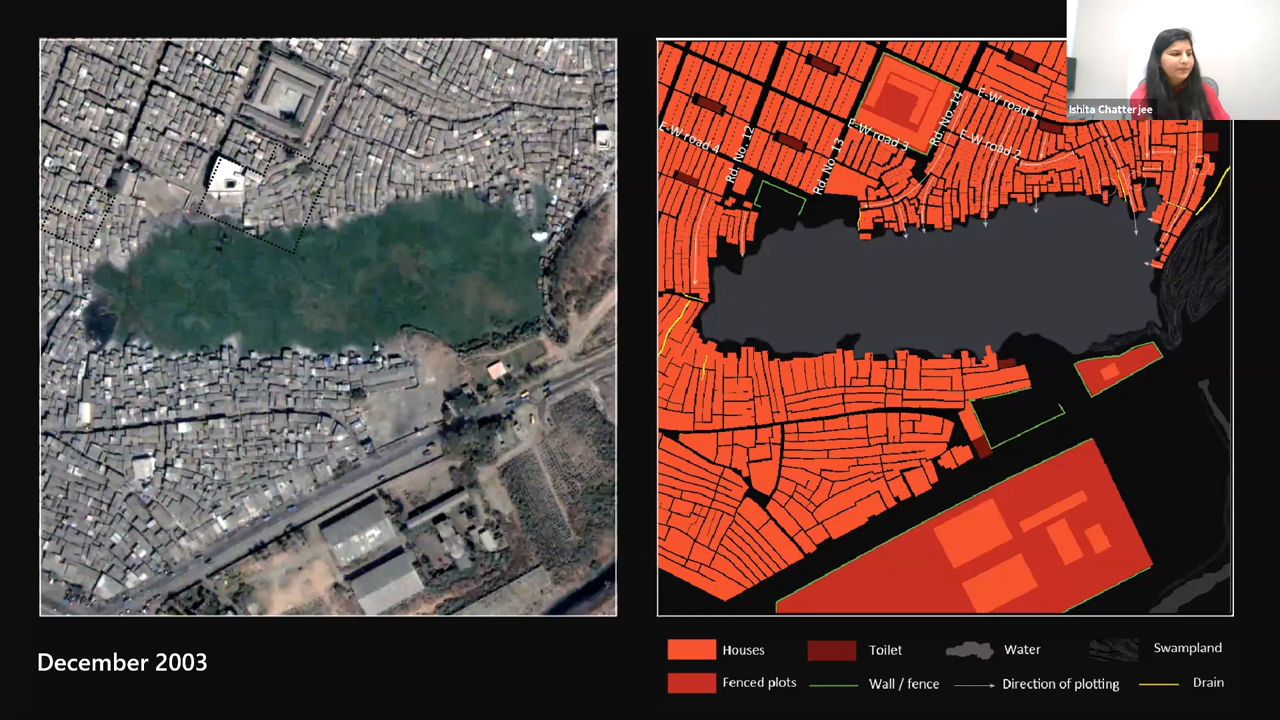 Ishita Chatterjee
E-W road 1
E-W road 2
Rd. No. 14
E-W road 3
Rd. No. 13
Rd. No. 12
E-W road 4
December 2003
Houses
Toilet
Water
Swampland
Fenced plots
Wall / fence
Direction of plotting
Drain